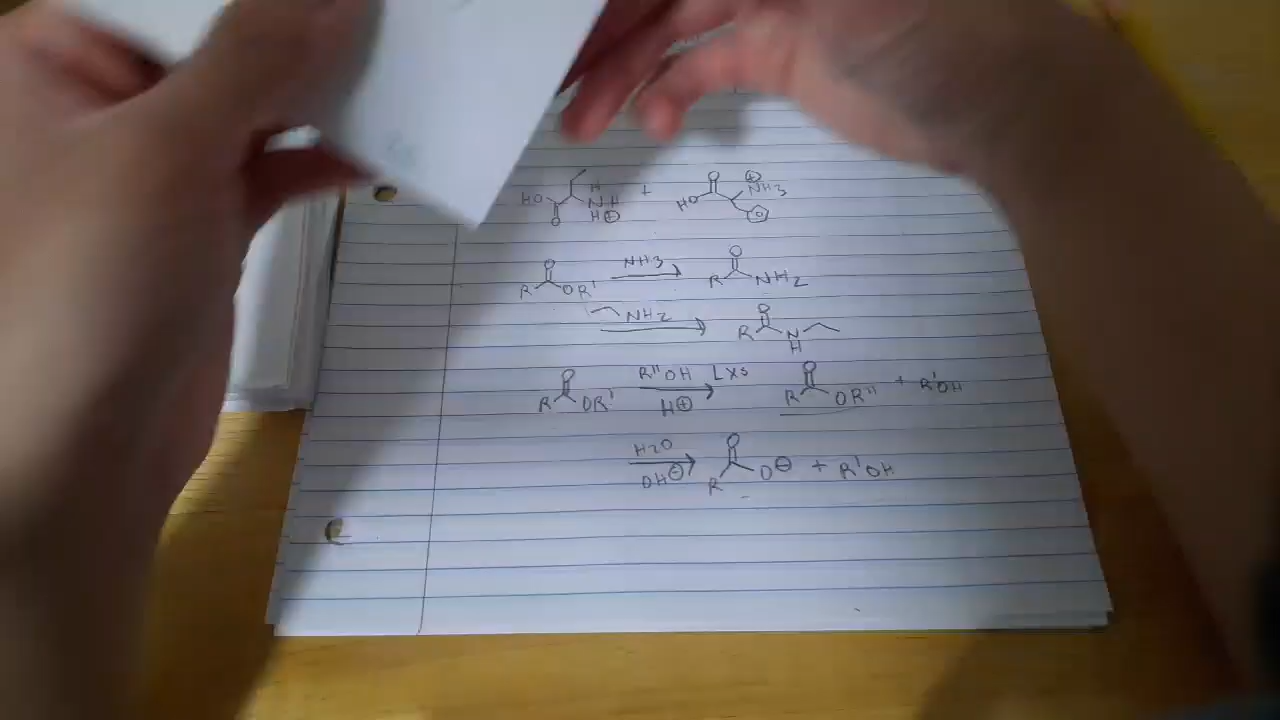 HO O H NH H⊕ + HO O ⊕NH3
R O OR' NH3 → R O NH2
NH2 → R O N H
R O OR' R''OH LXS H⊕ → R O OR'' + R'OH
H2O OH⊖ → R O O⊖ + R'OH